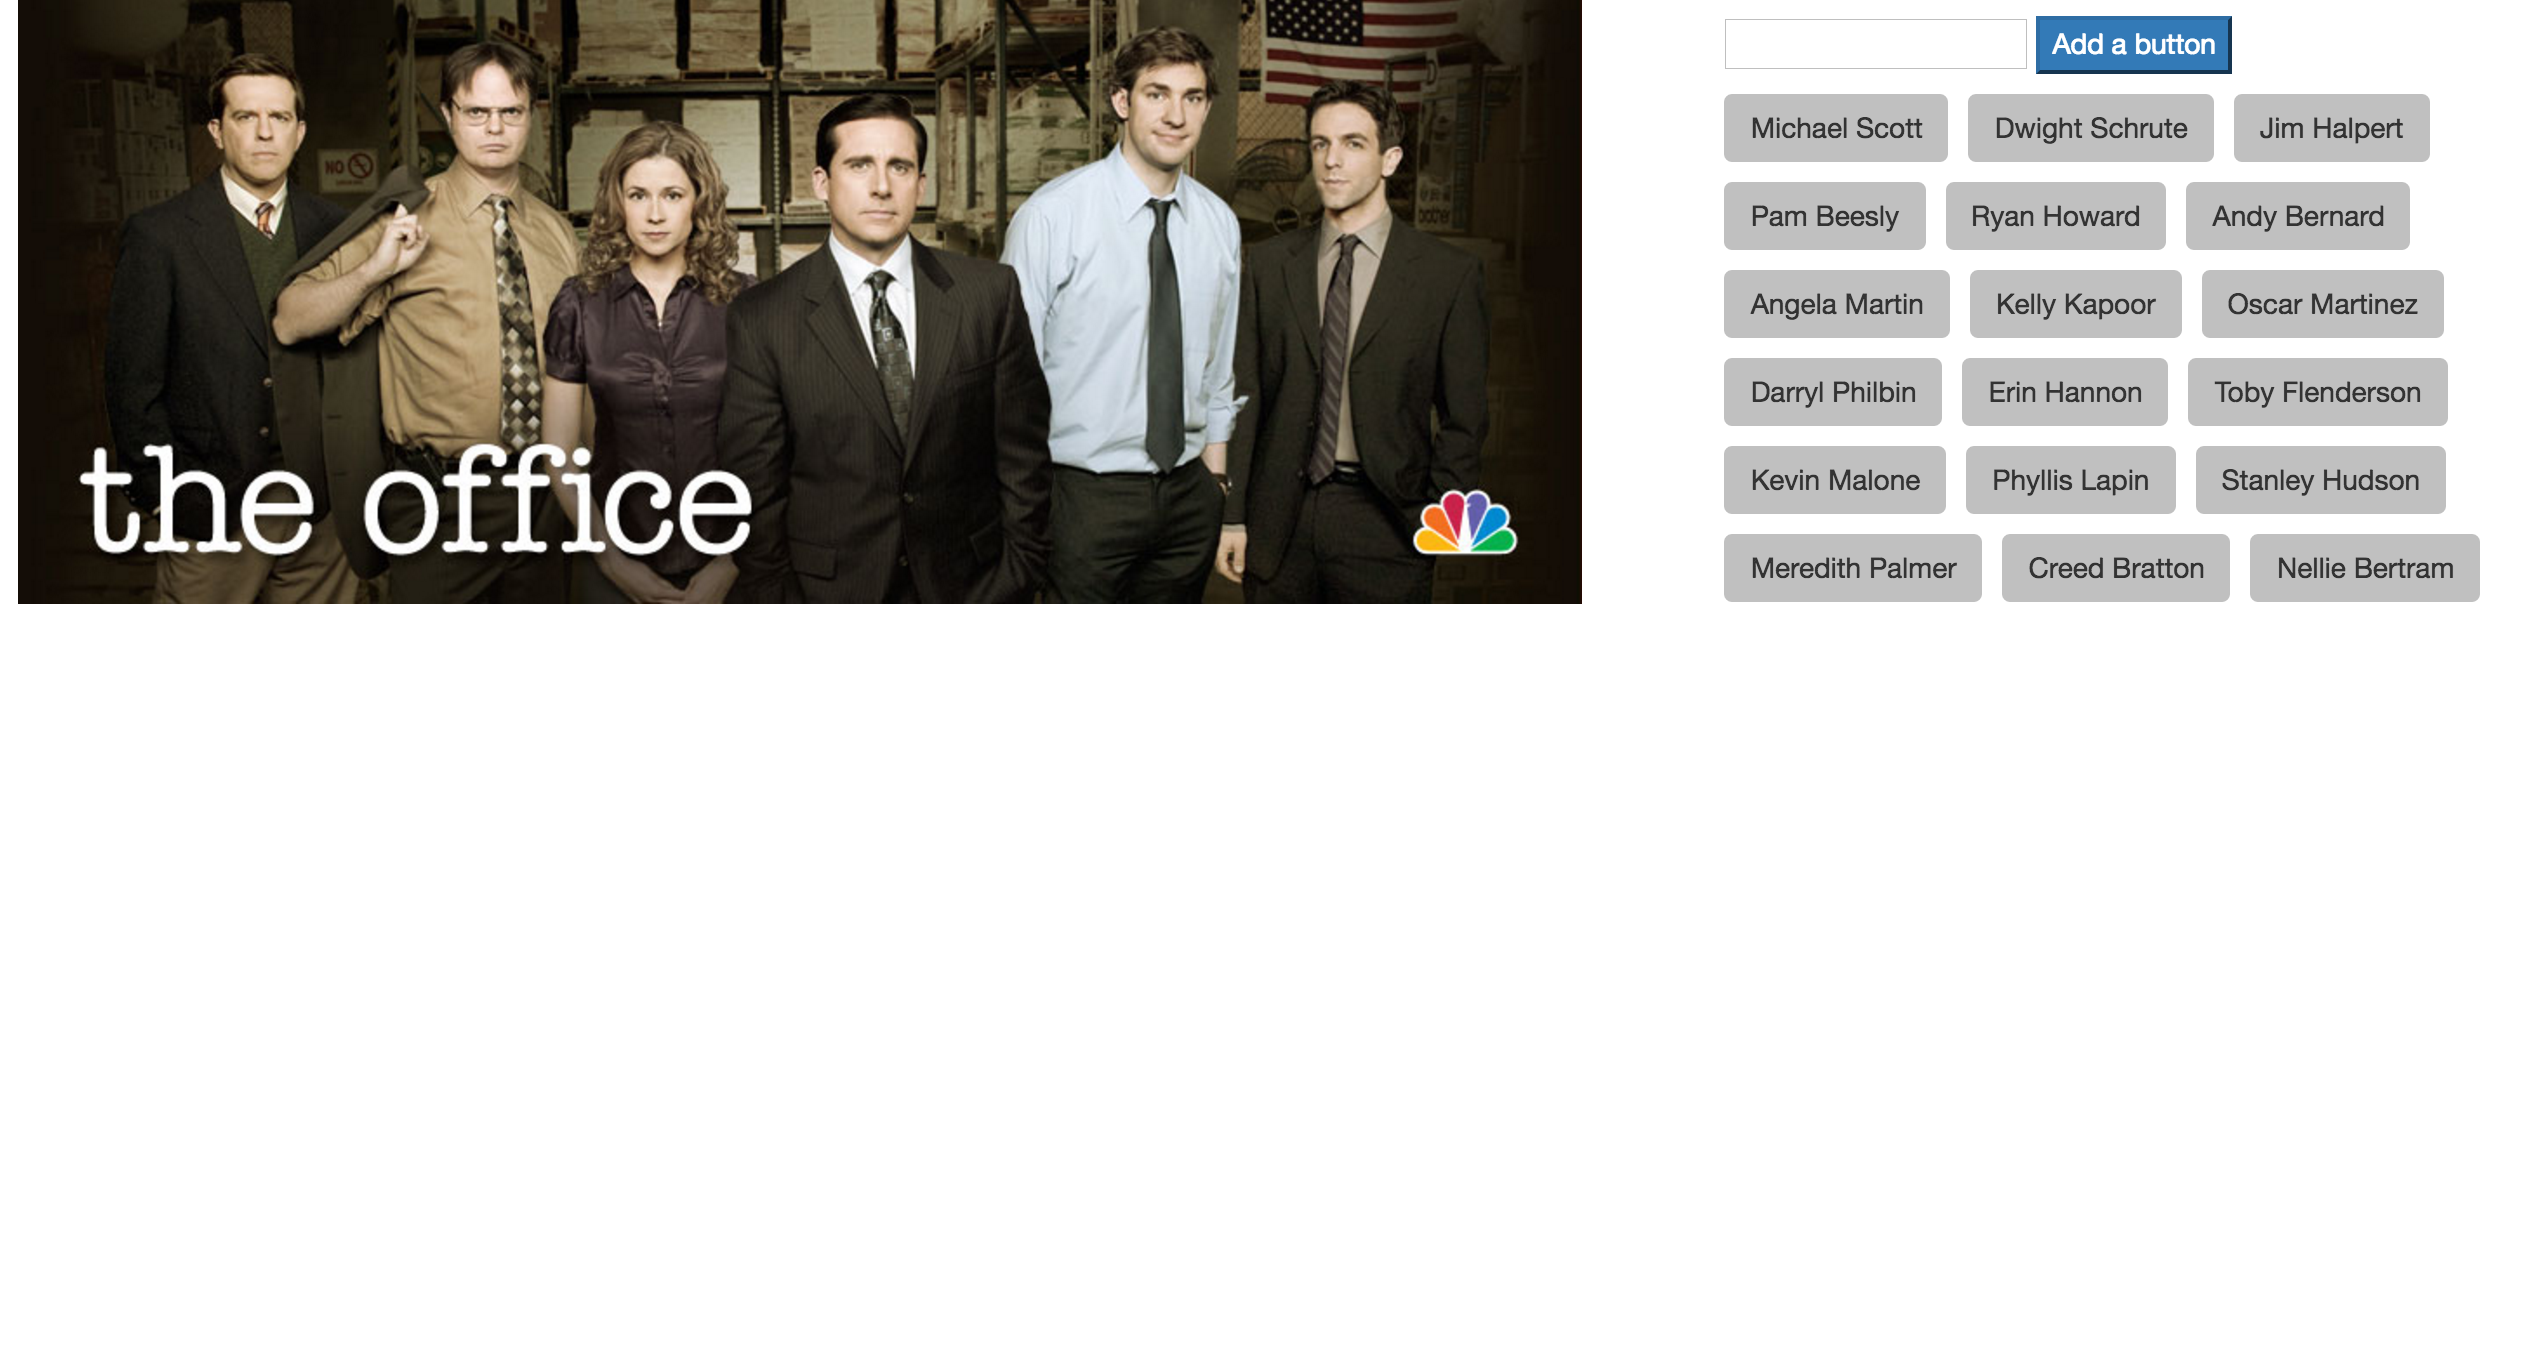 NO
the office
Add a button
Michael Scott
Dwight Schrute
Jim Halpert
Pam Beesly
Ryan Howard
Andy Bernard
Angela Martin
Kelly Kapoor
Oscar Martinez
Darryl Philbin
Erin Hannon
Toby Flenderson
Kevin Malone
Phyllis Lapin
Stanley Hudson
Meredith Palmer
Creed Bratton
Nellie Bertram